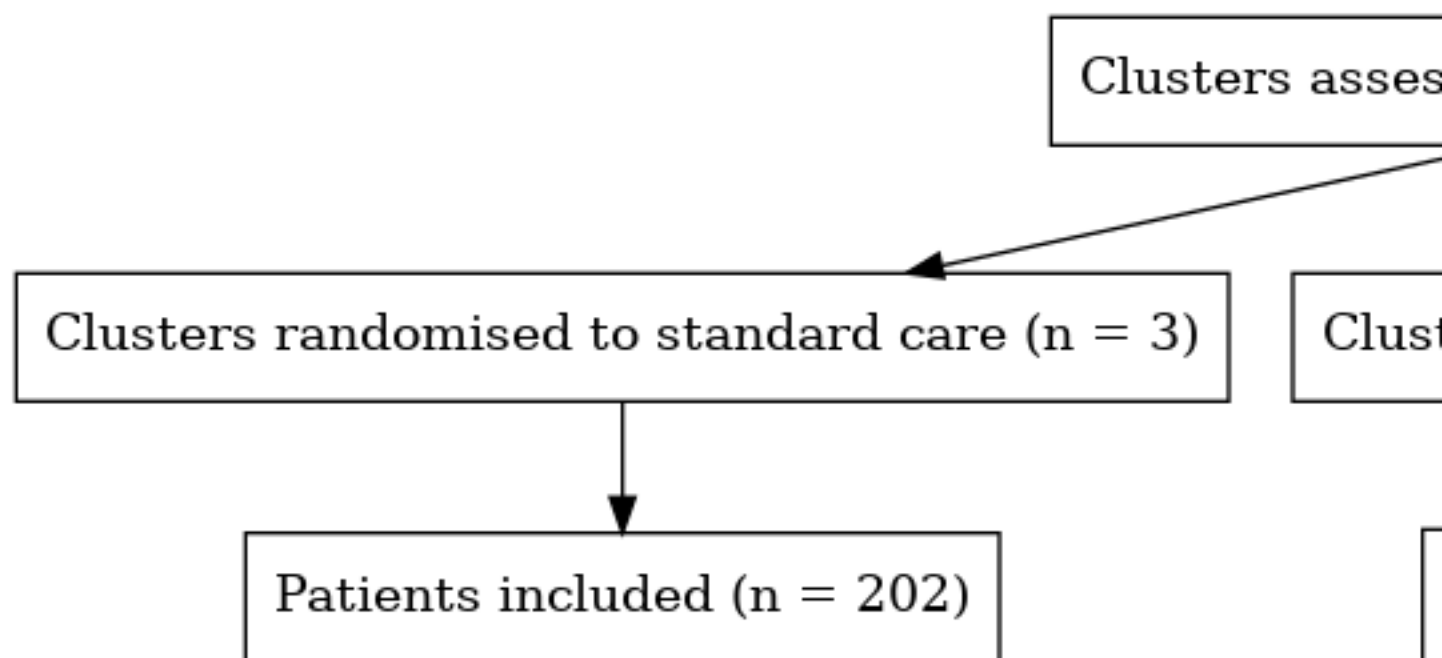 Clusters asses
Clusters randomised to standard care (n = 3)
Clust
Patients included (n = 202)